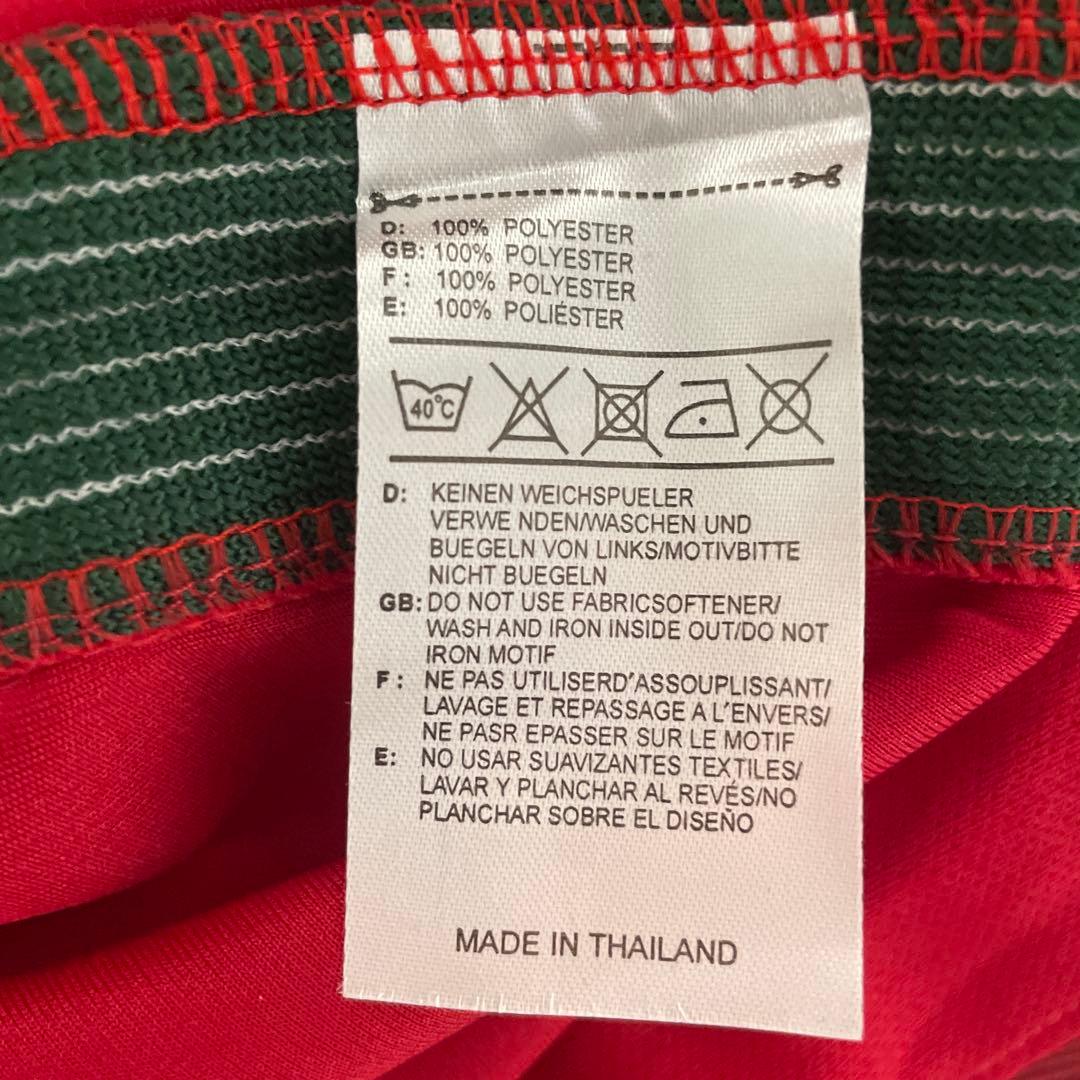 D: 100% POLYESTER
GB: 100% POLYESTER
F: 100% POLYESTER
E: 100% POLIÉSTER
40°C
D: KEINEN WEICHSPUELER
VERWE NDEN/WASCHEN UND
BUEGELN VON LINKS/MOTIVBITTE
NICHT BUEGELN
GB: DO NOT USE FABRICSOFTENER/
WASH AND IRON INSIDE OUT/DO NOT
IRON MOTIF
F: NE PAS UTILISERD'ASSOUPLISSANT/
LAVAGE ET REPASSAGE A L'ENVERS/
NE PASR EPASSER SUR LE MOTIF
E: NO USAR SUAVIZANTES TEXTILES/
LAVAR Y PLANCHAR AL REVÉS/NO
PLANCHAR SOBRE EL DISEÑO
MADE IN THAILAND